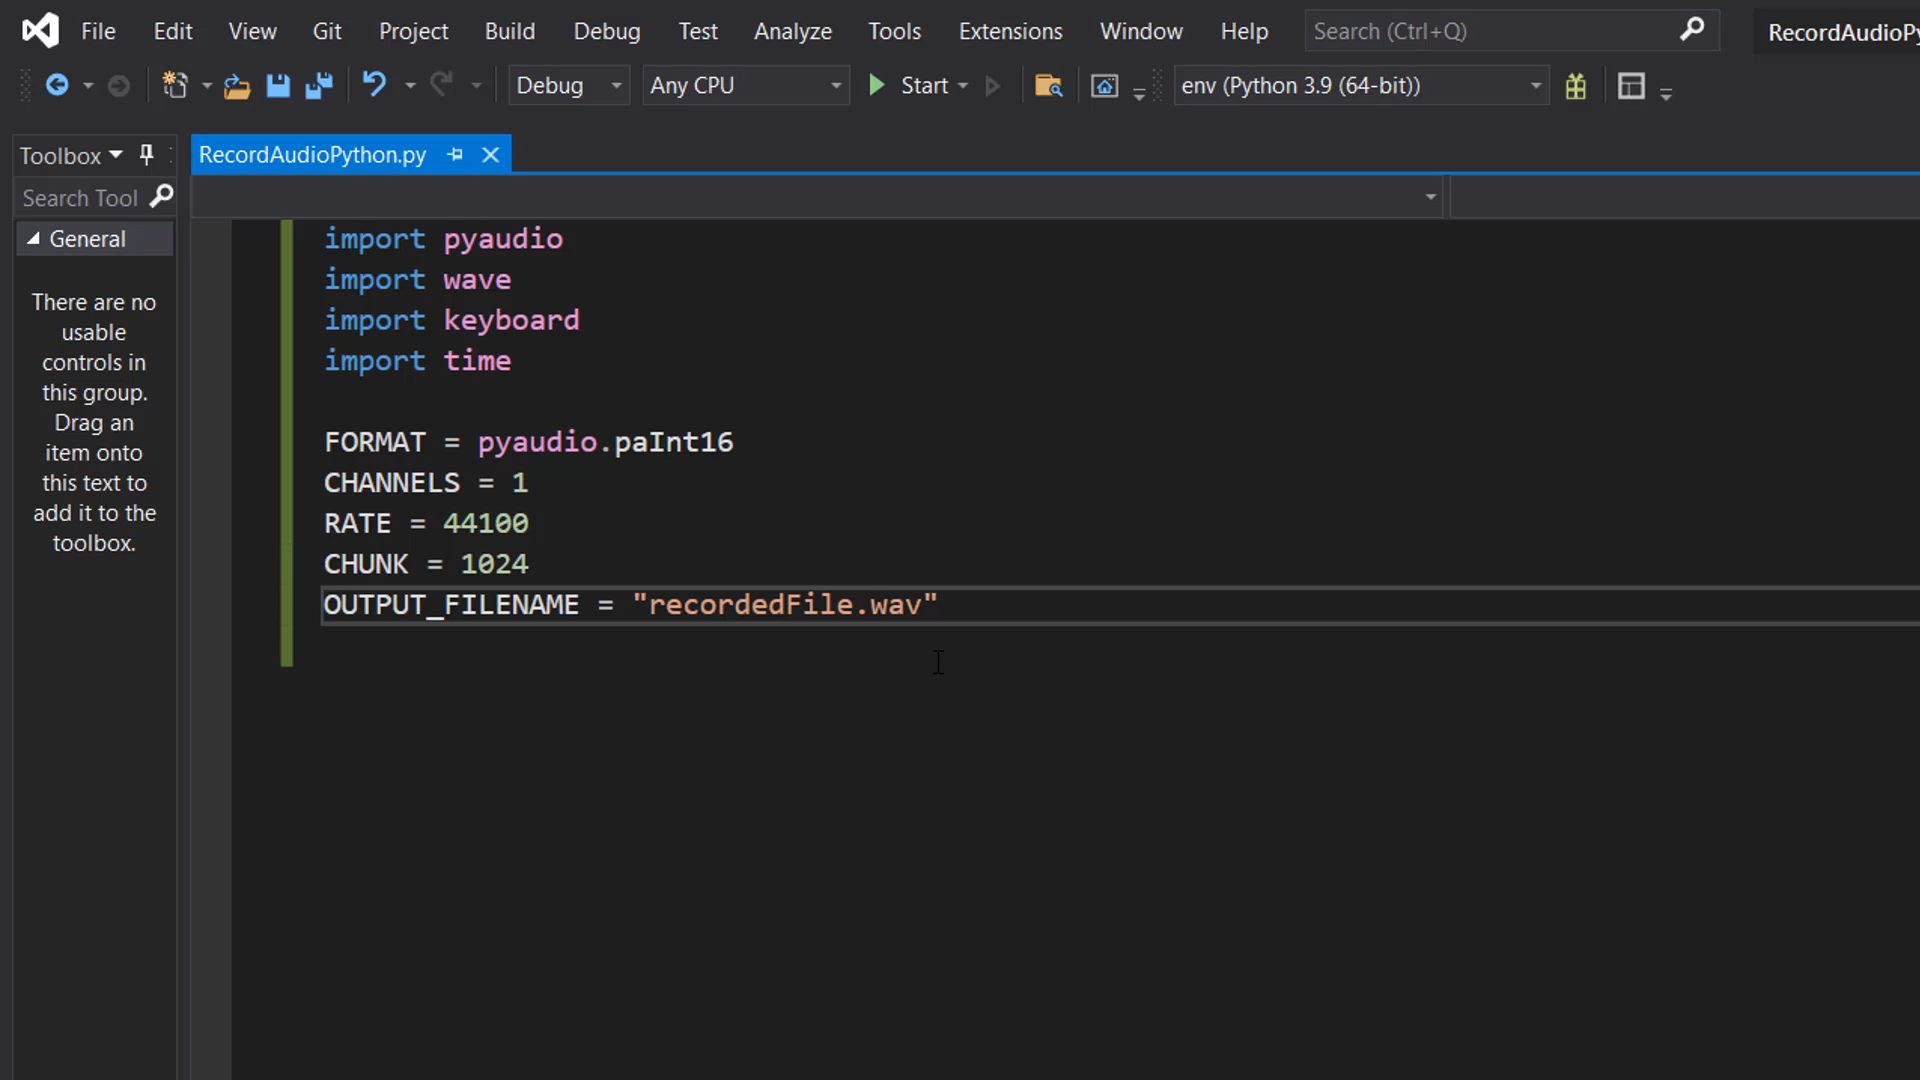 File Edit View Git Project Build Debug Test Analyze Tools Extensions Window Help Search (Ctrl+Q) RecordAudioPy
Debug Any CPU Start env (Python 3.9 (64-bit))
Toolbox RecordAudioPython.py
Search Tool
General
There are no
usable
controls in
this group.
Drag an
item onto
this text to
add it to the
toolbox.
import pyaudio
import wave
import keyboard
import time
FORMAT = pyaudio.paInt16
CHANNELS = 1
RATE = 44100
CHUNK = 1024
OUTPUT_FILENAME = "recordedFile.wav"